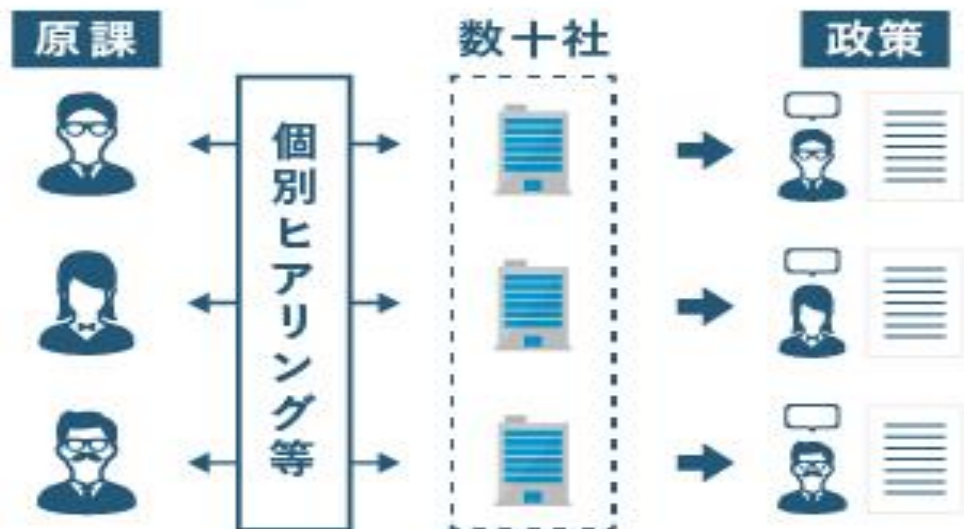 原課
数十社
政策
個別ヒアリング等